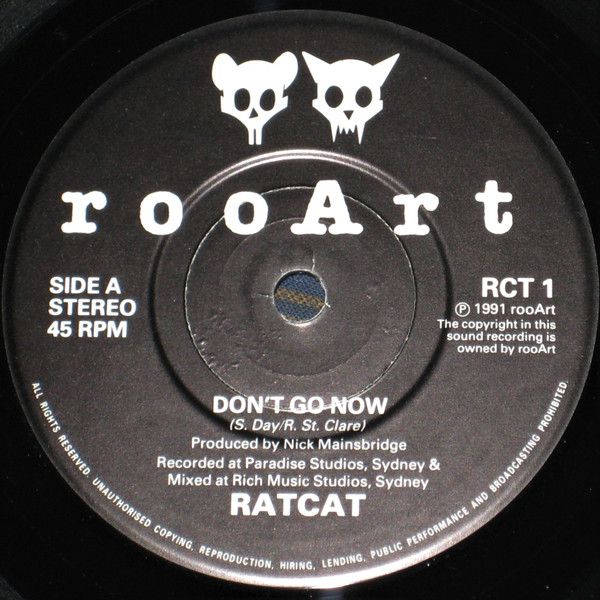 rooArt
SIDE A
STEREO
45 RPM
RCT 1
Ⓟ 1991 rooArt
The copyright in this
sound recording is
owned by rooArt
DON'T GO NOW
(S. Day/R. St. Clare)
Produced by Nick Mainsbridge
Recorded at Paradise Studios, Sydney &
Mixed at Rich Music Studios, Sydney
RATCAT
ALL RIGHTS RESERVED. UNAUTHORISED COPYING, REPRODUCTION, HIRING, LENDING, PUBLIC PERFORMANCE AND BROADCASTING PROHIBITED.